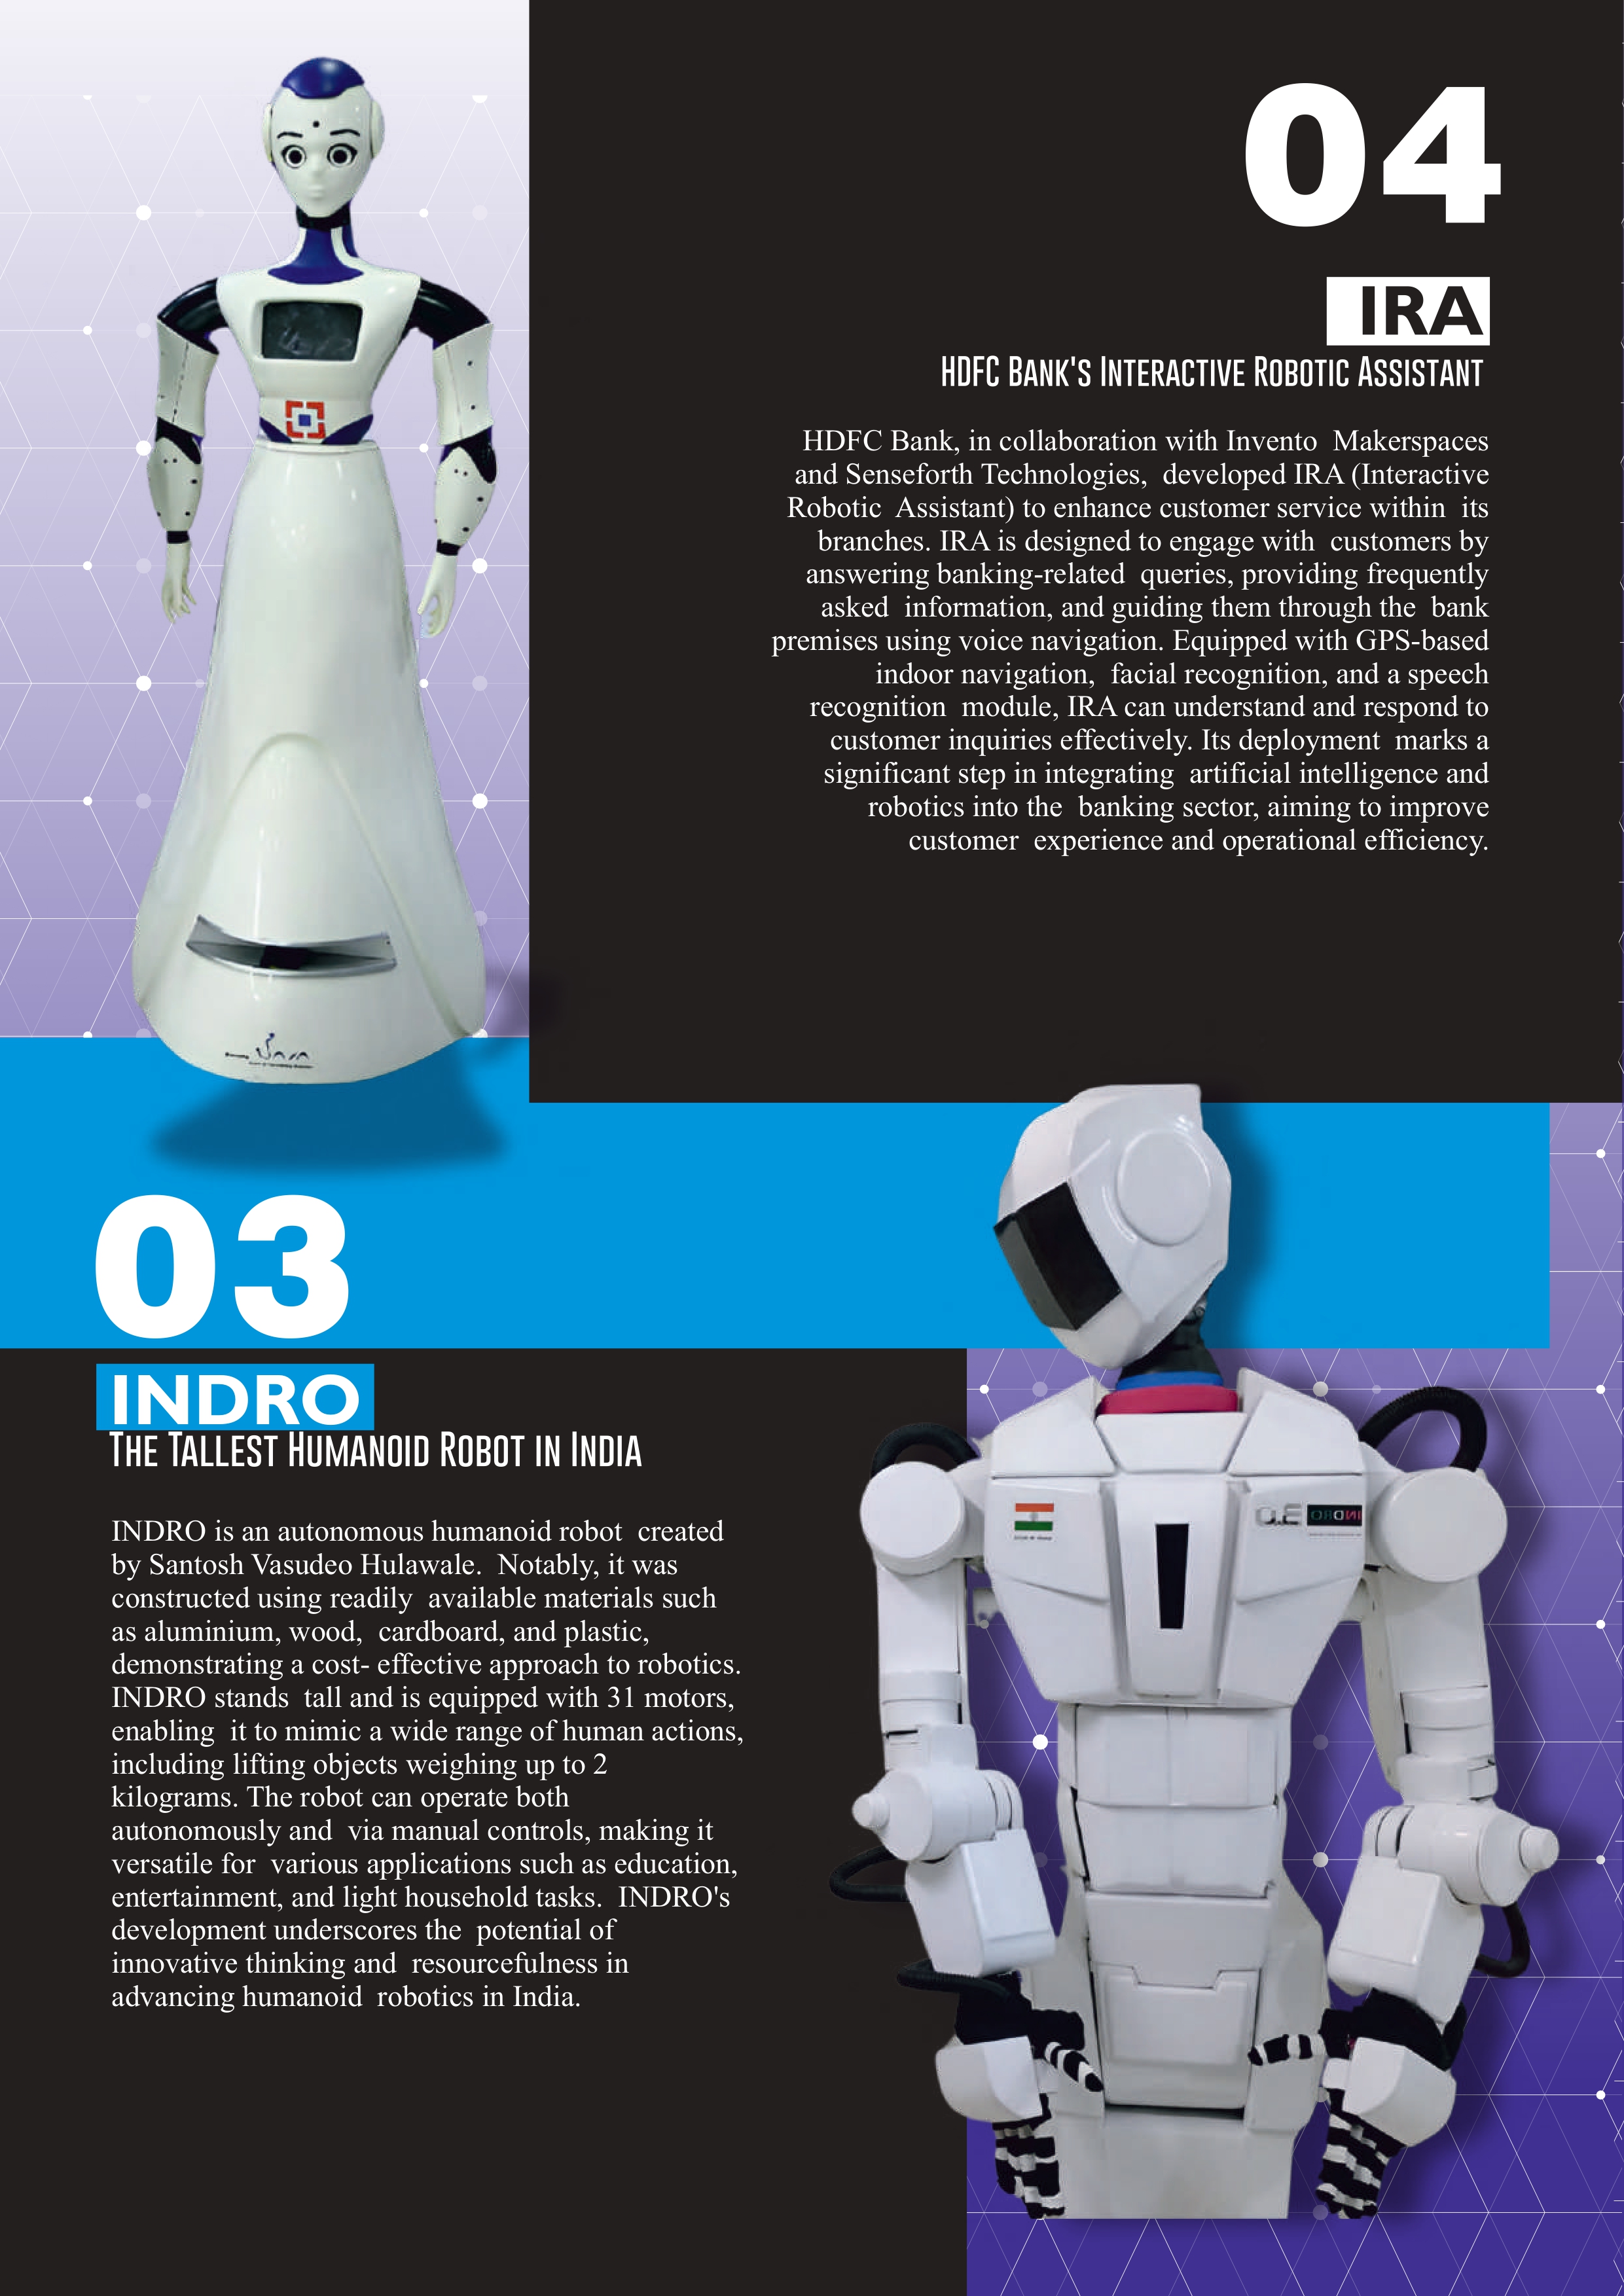 04
IRA
HDFC BANK'S INTERACTIVE ROBOTIC ASSISTANT
HDFC Bank, in collaboration with Invento Makerspaces
and Senseforth Technologies, developed IRA (Interactive
Robotic Assistant) to enhance customer service within its
branches. IRA is designed to engage with customers by
answering banking-related queries, providing frequently
asked information, and guiding them through the bank
premises using voice navigation. Equipped with GPS-based
indoor navigation, facial recognition, and a speech
recognition module, IRA can understand and respond to
customer inquiries effectively. Its deployment marks a
significant step in integrating artificial intelligence and
robotics into the banking sector, aiming to improve
customer experience and operational efficiency.
03
INDRO
THE TALLEST HUMANOID ROBOT IN INDIA
INDRO is an autonomous humanoid robot created
by Santosh Vasudeo Hulawale. Notably, it was
constructed using readily available materials such
as aluminium, wood, cardboard, and plastic,
demonstrating a cost- effective approach to robotics.
INDRO stands tall and is equipped with 31 motors,
enabling it to mimic a wide range of human actions,
including lifting objects weighing up to 2
kilograms. The robot can operate both
autonomously and via manual controls, making it
versatile for various applications such as education,
entertainment, and light household tasks. INDRO's
development underscores the potential of
innovative thinking and resourcefulness in
advancing humanoid robotics in India.
INDRO